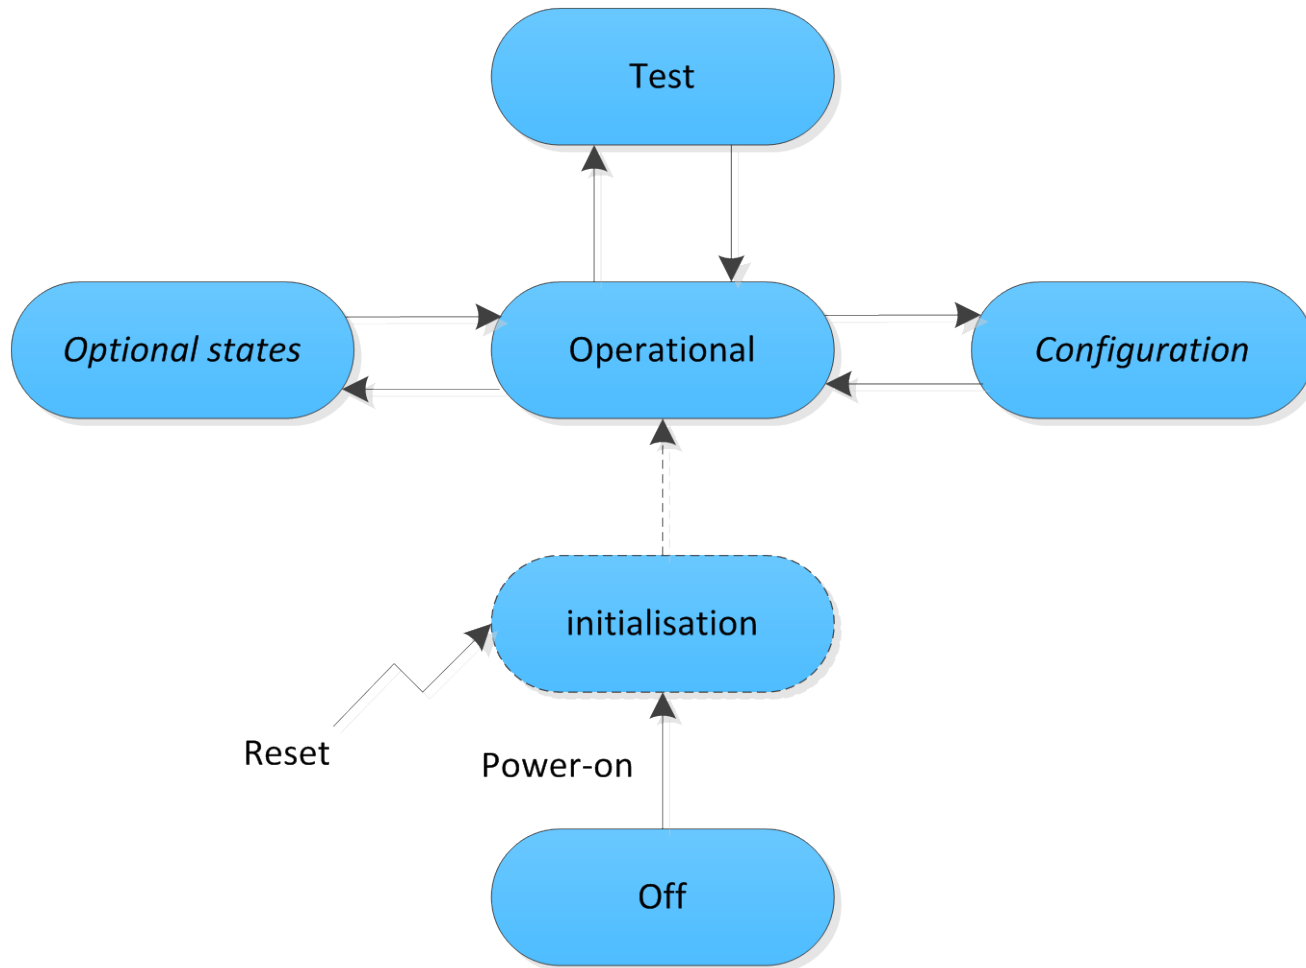 Test
Optional states
Operational
Configuration
initialisation
Reset
Power-on
Off